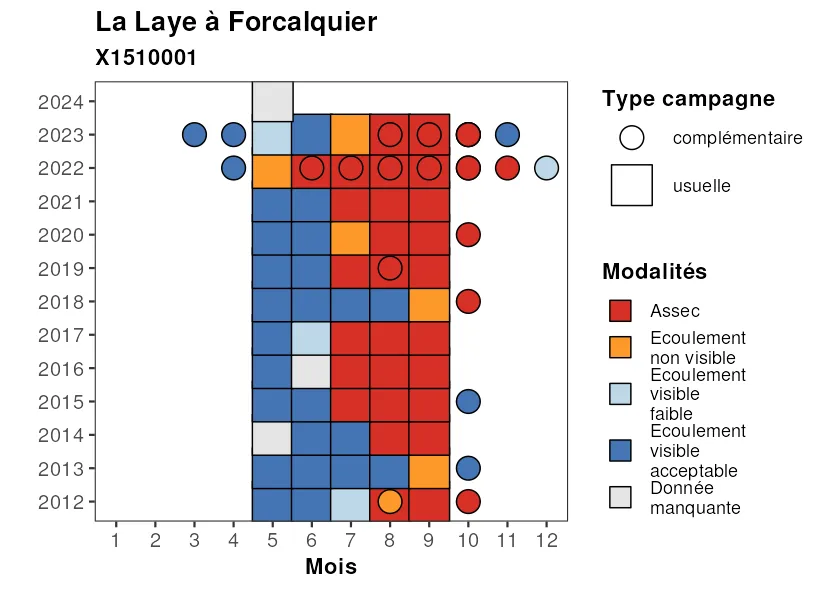 La Laye à Forcalquier
X1510001
2024
2023
2022
2021
2020
2019
2018
2017
2016
2015
2014
2013
2012
1 2 3 4 5 6 7 8 9 10 11 12
Mois
Type campagne
complémentaire
usuelle
Modalités
Assec
Ecoulement
non visible
Ecoulement
visible
faible
Ecoulement
visible
acceptable
Donnée
manquante